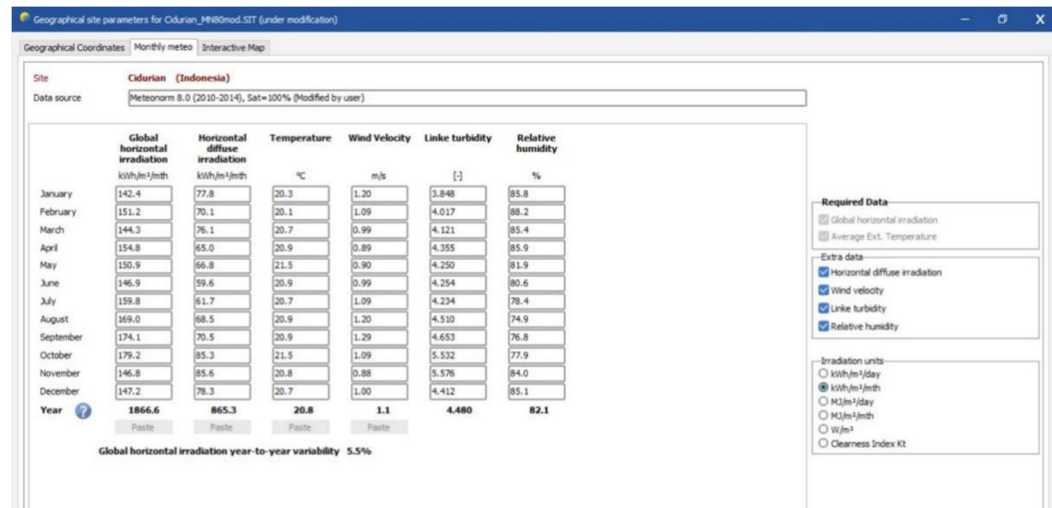 Geographical site parameters for Cidurian_MN80mod.SIT (under modification)
Geographical Coordinates Monthly meteo Interactive Map
Site Cidurian (Indonesia)
Data source Meteonorm 8.0 (2010-2014), Sat=100% (Modified by user)
Global horizontal irradiation Horizontal diffuse irradiation Temperature Wind Velocity Linke turbidity Relative humidity
kWh/m²/mth kWh/m²/mth °C m/s [-] %
January 142.4 77.8 20.3 1.20 3.848 85.8
February 151.2 70.1 20.1 1.09 4.017 88.2
March 144.3 76.1 20.7 0.99 4.121 85.4
April 154.8 65.0 20.9 0.89 4.355 85.9
May 150.9 66.8 21.5 0.90 4.250 81.9
June 146.9 59.6 20.9 0.99 4.254 80.6
July 159.8 61.7 20.7 1.09 4.234 78.4
August 169.0 68.5 20.9 1.20 4.510 74.9
September 174.1 70.5 20.9 1.29 4.653 76.8
October 179.2 85.3 21.5 1.09 5.532 77.9
November 146.8 85.6 20.8 0.88 5.576 84.0
December 147.2 78.3 20.7 1.00 4.412 85.1
Year ? 1866.6 865.3 20.8 1.1 4.480 82.1
Paste Paste Paste Paste
Global horizontal irradiation year-to-year variability 5.5%
Required Data
Global horizontal irradiation
Average Ext. Temperature
Extra data
Horizontal diffuse irradiation
Wind velocity
Linke turbidity
Relative humidity
Irradiation units
kWh/m²/day
kWh/m²/mth
MJ/m²/day
MJ/m²/mth
W/m²
Clearness Index Kt